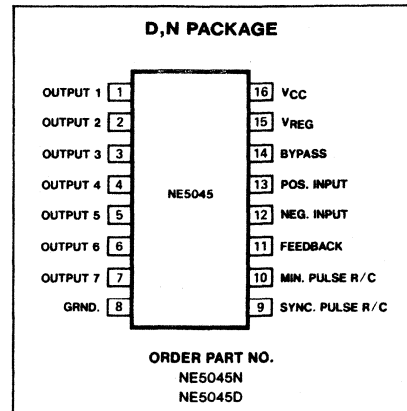 D,N PACKAGE
OUTPUT 1 1 16 VCC
OUTPUT 2 2 15 VREG
OUTPUT 3 3 14 BYPASS
OUTPUT 4 4 13 POS. INPUT
NE5045
OUTPUT 5 5 12 NEG. INPUT
OUTPUT 6 6 11 FEEDBACK
OUTPUT 7 7 10 MIN. PULSE R/C
GRND. 8 9 SYNC. PULSE R/C
ORDER PART NO.
NE5045N
NE5045D